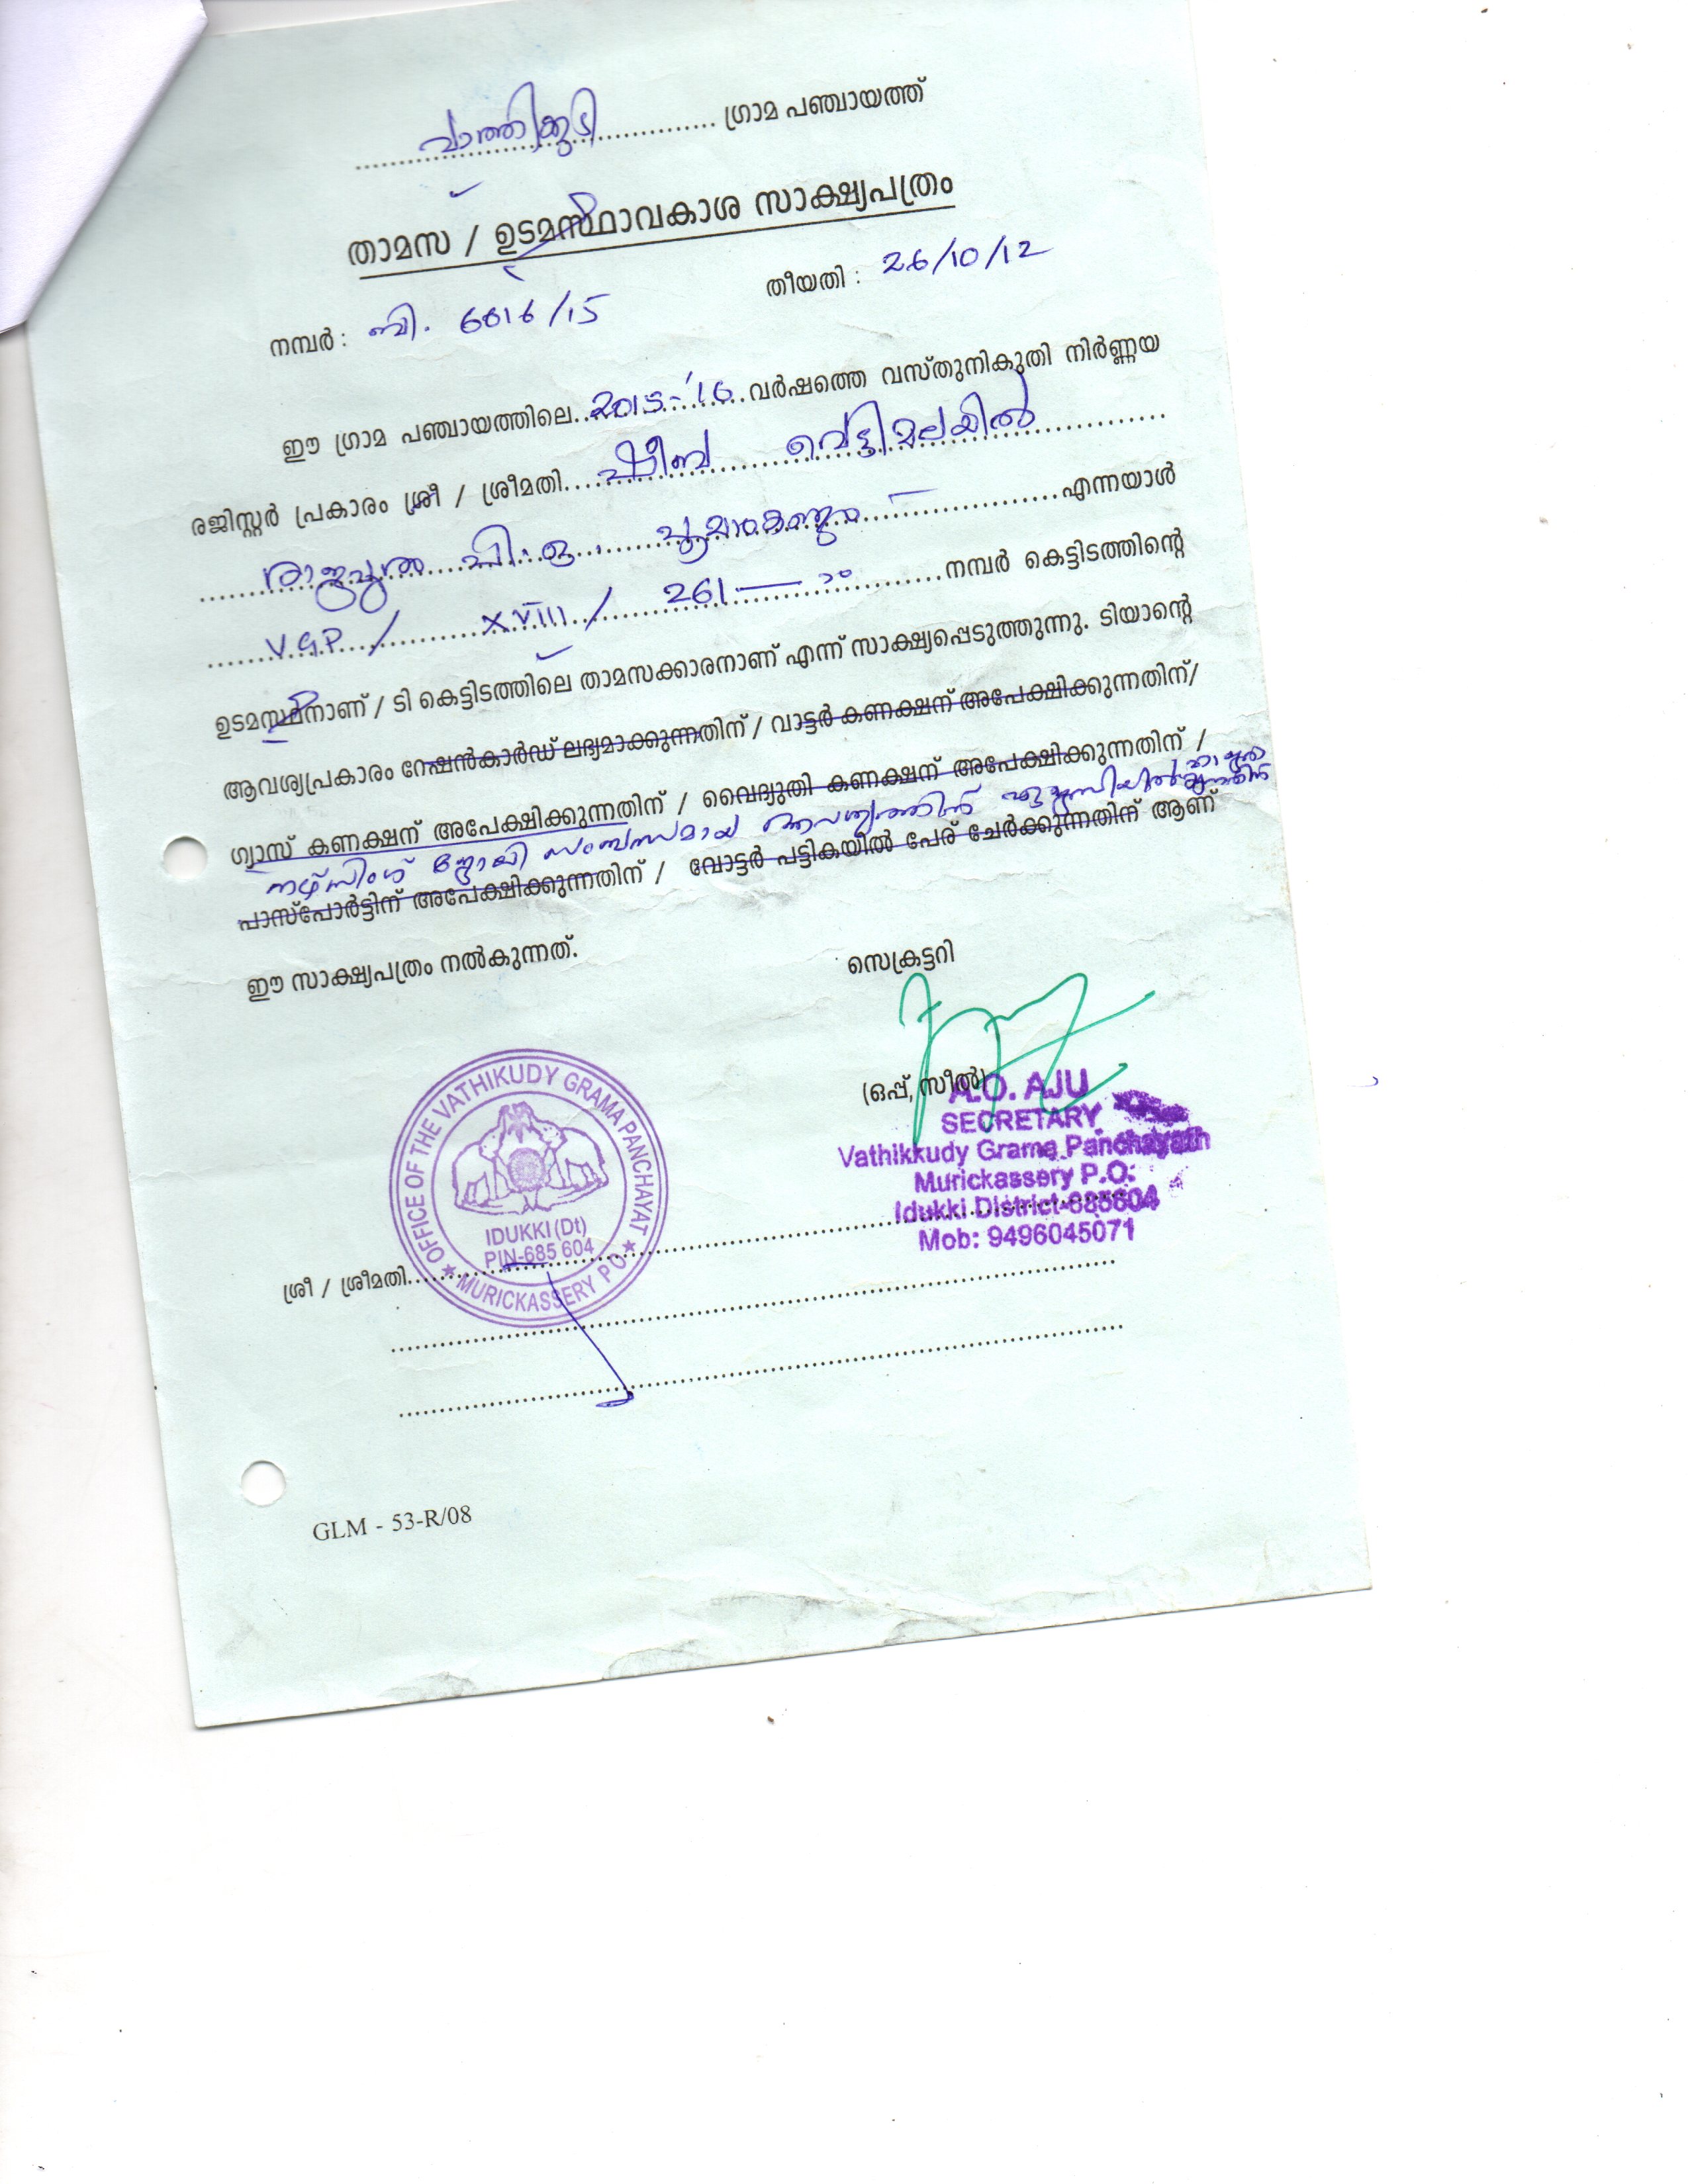 വാത്തിക്കുടി ഗ്രാമ പഞ്ചായത്ത്
താമസ / ഉടമസ്ഥാവകാശ സാക്ഷ്യപത്രം
നമ്പർ : ബി. 6816/15 തീയതി : 26/10/12
ഈ ഗ്രാമ പഞ്ചായത്തിലെ 2015-'16 വർഷത്തെ വസ്തുനികുതി നിർണ്ണയ
രജിസ്റ്റർ പ്രകാരം ശ്രീ / ശ്രീമതി ഷീബ വെട്ടിമലയിൽ
രാജപുരം പി.ഒ. എന്നയാൾ
V.G.P. / XVIII / 261 — നമ്പർ കെട്ടിടത്തിന്റെ
ഉടമസ്ഥനാണ് / ടി കെട്ടിടത്തിലെ താമസക്കാരനാണ് എന്ന് സാക്ഷ്യപ്പെടുത്തുന്നു. ടിയാന്റെ
ആവശ്യപ്രകാരം റേഷൻകാർഡ് ലഭ്യമാക്കുന്നതിന് / വാട്ടർ കണക്ഷന് അപേക്ഷിക്കുന്നതിന്/
ഗ്യാസ് കണക്ഷന് അപേക്ഷിക്കുന്നതിന് / വൈദ്യുതി കണക്ഷന് അപേക്ഷിക്കുന്നതിന് /
നഴ്സിംഗ് ജോലി സംബന്ധമായ ആവശ്യത്തിന് എംബസിയിൽ
പാസ്പോർട്ടിന് അപേക്ഷിക്കുന്നതിന് / വോട്ടർ പട്ടികയിൽ പേര് ചേർക്കുന്നതിന് ആണ്
ഈ സാക്ഷ്യപത്രം നൽകുന്നത്.
സെക്രട്ടറി
(ഒപ്പ്, സീൽ)
A.O. AJU
SECRETARY
Vathikkudy Grama Panchayath
Murickassery P.O:
Idukki District-685604
Mob: 9496045071
OFFICE OF THE VATHIKUDY GRAMA PANCHAYAT
IDUKKI (Dt)
PIN-685 604
★ MURICKASSERY P.O ★
ശ്രീ / ശ്രീമതി
GLM - 53-R/08